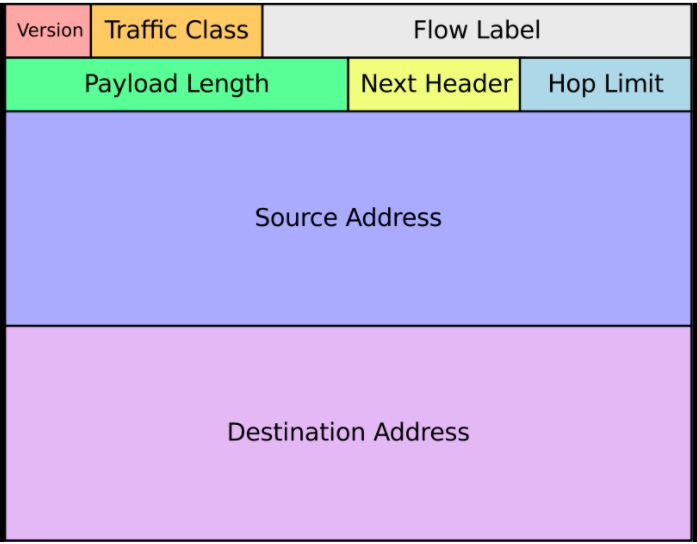 Version
Traffic Class
Flow Label
Payload Length
Next Header
Hop Limit
Source Address
Destination Address